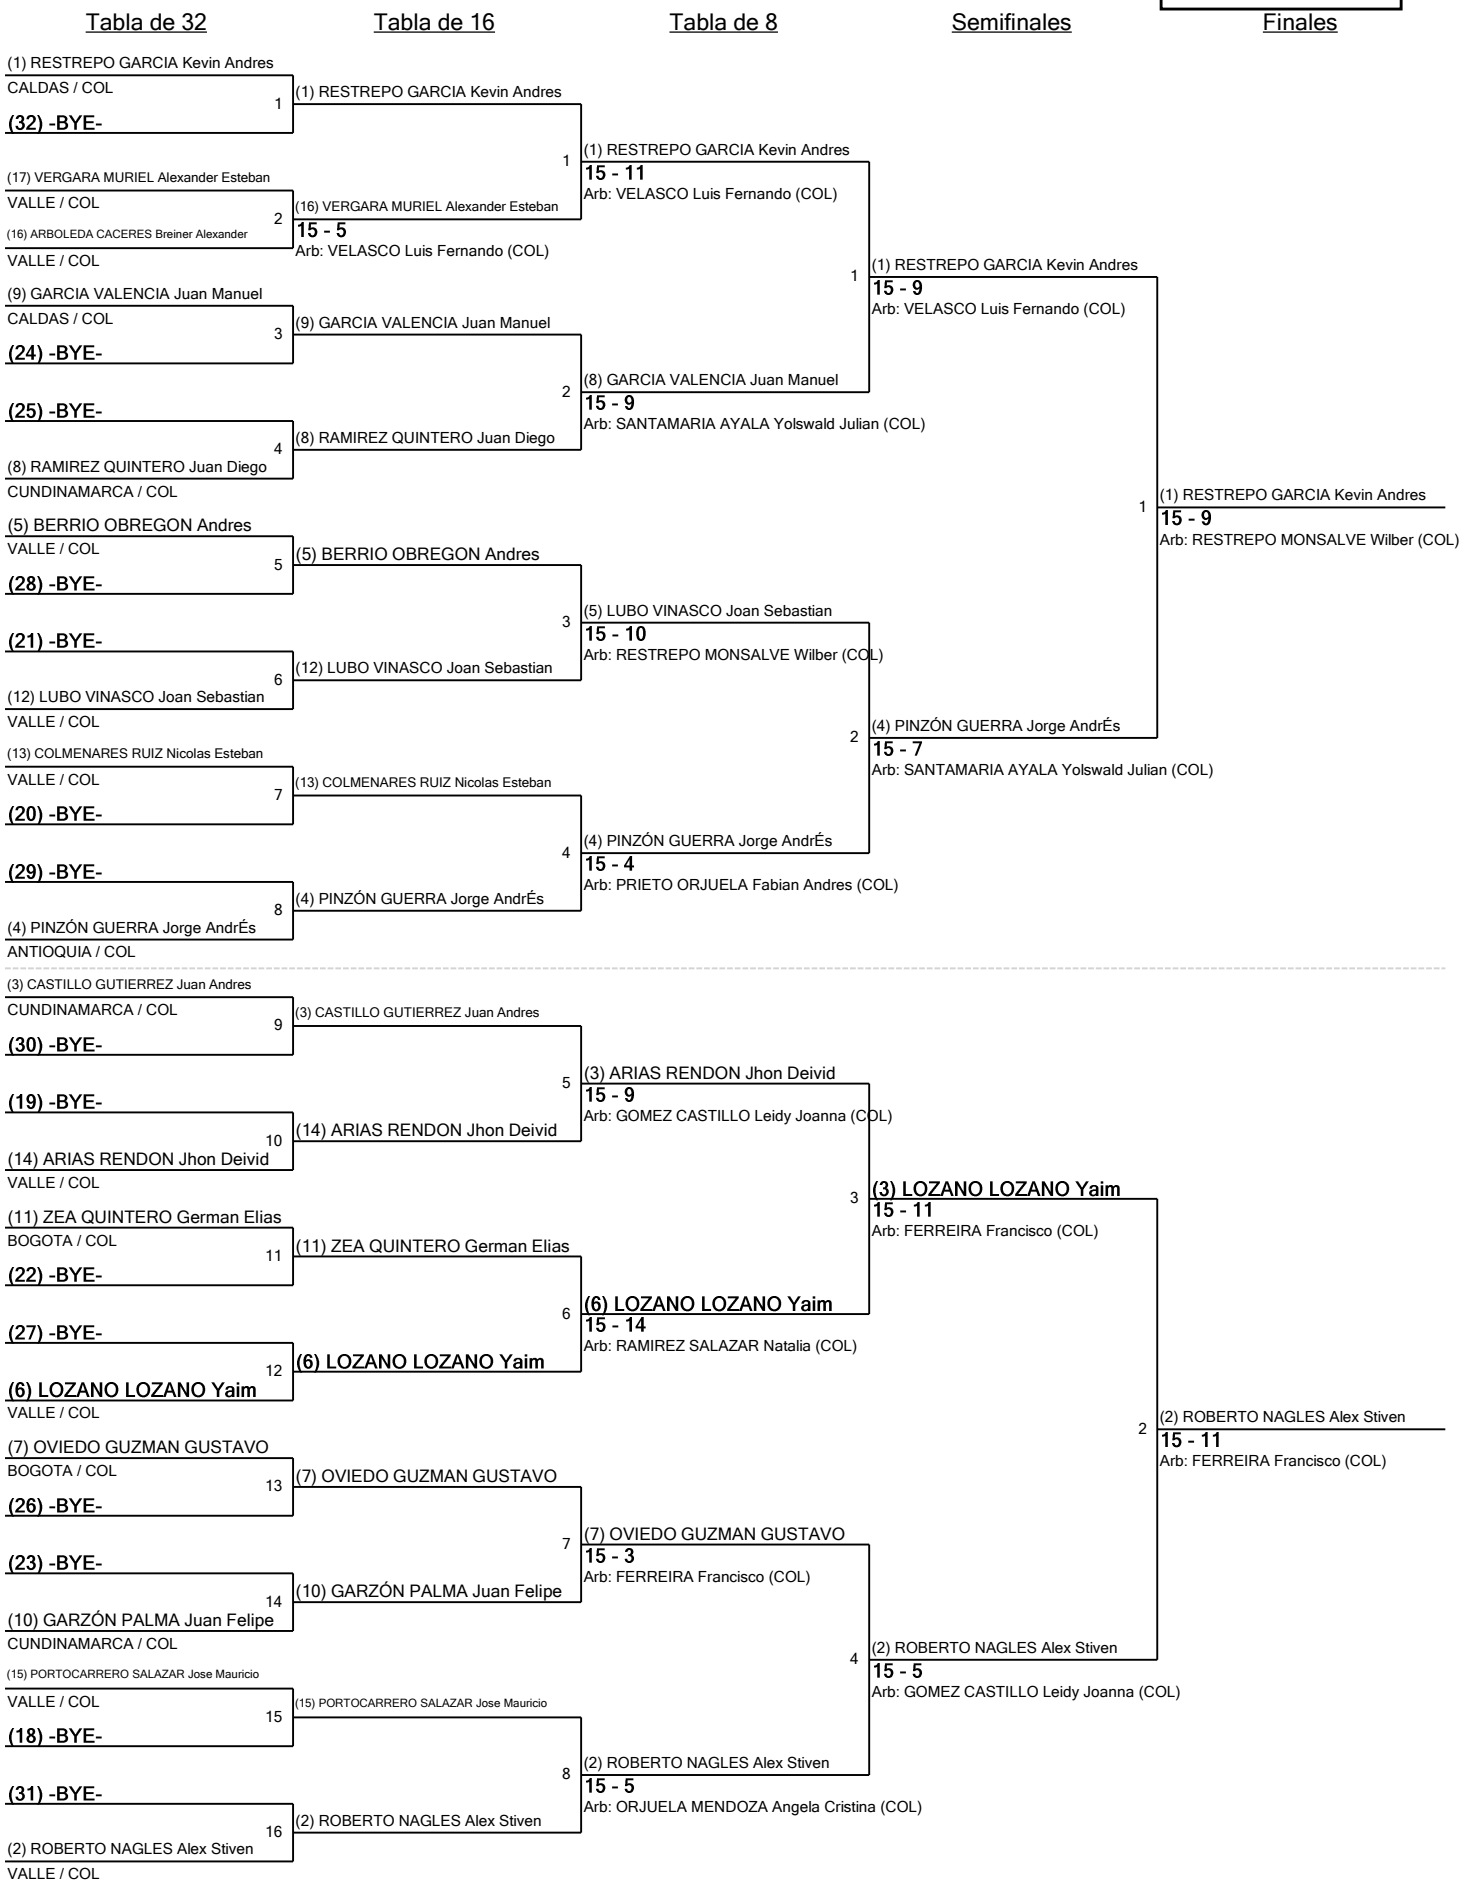 Tabla de 32
Tabla de 16
Tabla de 8
Semifinales
Finales
(1) RESTREPO GARCIA Kevin Andres
CALDAS / COL
1
(32) -BYE-
(17) VERGARA MURIEL Alexander Esteban
VALLE / COL
2
(16) ARBOLEDA CACERES Breiner Alexander
VALLE / COL
(9) GARCIA VALENCIA Juan Manuel
CALDAS / COL
3
(24) -BYE-
(25) -BYE-
4
(8) RAMIREZ QUINTERO Juan Diego
CUNDINAMARCA / COL
(5) BERRIO OBREGON Andres
VALLE / COL
5
(28) -BYE-
(21) -BYE-
6
(12) LUBO VINASCO Joan Sebastian
VALLE / COL
(13) COLMENARES RUIZ Nicolas Esteban
VALLE / COL
7
(20) -BYE-
(29) -BYE-
8
(4) PINZÓN GUERRA Jorge AndrÉs
ANTIOQUIA / COL
(3) CASTILLO GUTIERREZ Juan Andres
CUNDINAMARCA / COL
9
(30) -BYE-
(19) -BYE-
10
(14) ARIAS RENDON Jhon Deivid
VALLE / COL
(11) ZEA QUINTERO German Elias
BOGOTA / COL
11
(22) -BYE-
(27) -BYE-
12
(6) LOZANO LOZANO Yaim
VALLE / COL
(7) OVIEDO GUZMAN GUSTAVO
BOGOTA / COL
13
(26) -BYE-
(23) -BYE-
14
(10) GARZÓN PALMA Juan Felipe
CUNDINAMARCA / COL
(15) PORTOCARRERO SALAZAR Jose Mauricio
VALLE / COL
15
(18) -BYE-
(31) -BYE-
16
(2) ROBERTO NAGLES Alex Stiven
VALLE / COL
(1) RESTREPO GARCIA Kevin Andres
1
(16) VERGARA MURIEL Alexander Esteban
15 - 5
Arb: VELASCO Luis Fernando (COL)
(9) GARCIA VALENCIA Juan Manuel
2
(8) RAMIREZ QUINTERO Juan Diego
(5) BERRIO OBREGON Andres
3
(12) LUBO VINASCO Joan Sebastian
(13) COLMENARES RUIZ Nicolas Esteban
4
(4) PINZÓN GUERRA Jorge AndrÉs
(3) CASTILLO GUTIERREZ Juan Andres
5
(14) ARIAS RENDON Jhon Deivid
(11) ZEA QUINTERO German Elias
6
(6) LOZANO LOZANO Yaim
(7) OVIEDO GUZMAN GUSTAVO
7
(10) GARZÓN PALMA Juan Felipe
(15) PORTOCARRERO SALAZAR Jose Mauricio
8
(2) ROBERTO NAGLES Alex Stiven
(1) RESTREPO GARCIA Kevin Andres
15 - 11
Arb: VELASCO Luis Fernando (COL)
1
(8) GARCIA VALENCIA Juan Manuel
15 - 9
Arb: SANTAMARIA AYALA Yolswald Julian (COL)
(5) LUBO VINASCO Joan Sebastian
15 - 10
Arb: RESTREPO MONSALVE Wilber (COL)
2
(4) PINZÓN GUERRA Jorge AndrÉs
15 - 4
Arb: PRIETO ORJUELA Fabian Andres (COL)
(3) ARIAS RENDON Jhon Deivid
15 - 9
Arb: GOMEZ CASTILLO Leidy Joanna (COL)
3
(6) LOZANO LOZANO Yaim
15 - 14
Arb: RAMIREZ SALAZAR Natalia (COL)
(7) OVIEDO GUZMAN GUSTAVO
15 - 3
Arb: FERREIRA Francisco (COL)
4
(2) ROBERTO NAGLES Alex Stiven
15 - 5
Arb: ORJUELA MENDOZA Angela Cristina (COL)
(1) RESTREPO GARCIA Kevin Andres
15 - 9
Arb: VELASCO Luis Fernando (COL)
1
(4) PINZÓN GUERRA Jorge AndrÉs
15 - 7
Arb: SANTAMARIA AYALA Yolswald Julian (COL)
(3) LOZANO LOZANO Yaim
15 - 11
Arb: FERREIRA Francisco (COL)
2
(2) ROBERTO NAGLES Alex Stiven
15 - 5
Arb: GOMEZ CASTILLO Leidy Joanna (COL)
(1) RESTREPO GARCIA Kevin Andres
15 - 9
Arb: RESTREPO MONSALVE Wilber (COL)
(2) ROBERTO NAGLES Alex Stiven
15 - 11
Arb: FERREIRA Francisco (COL)